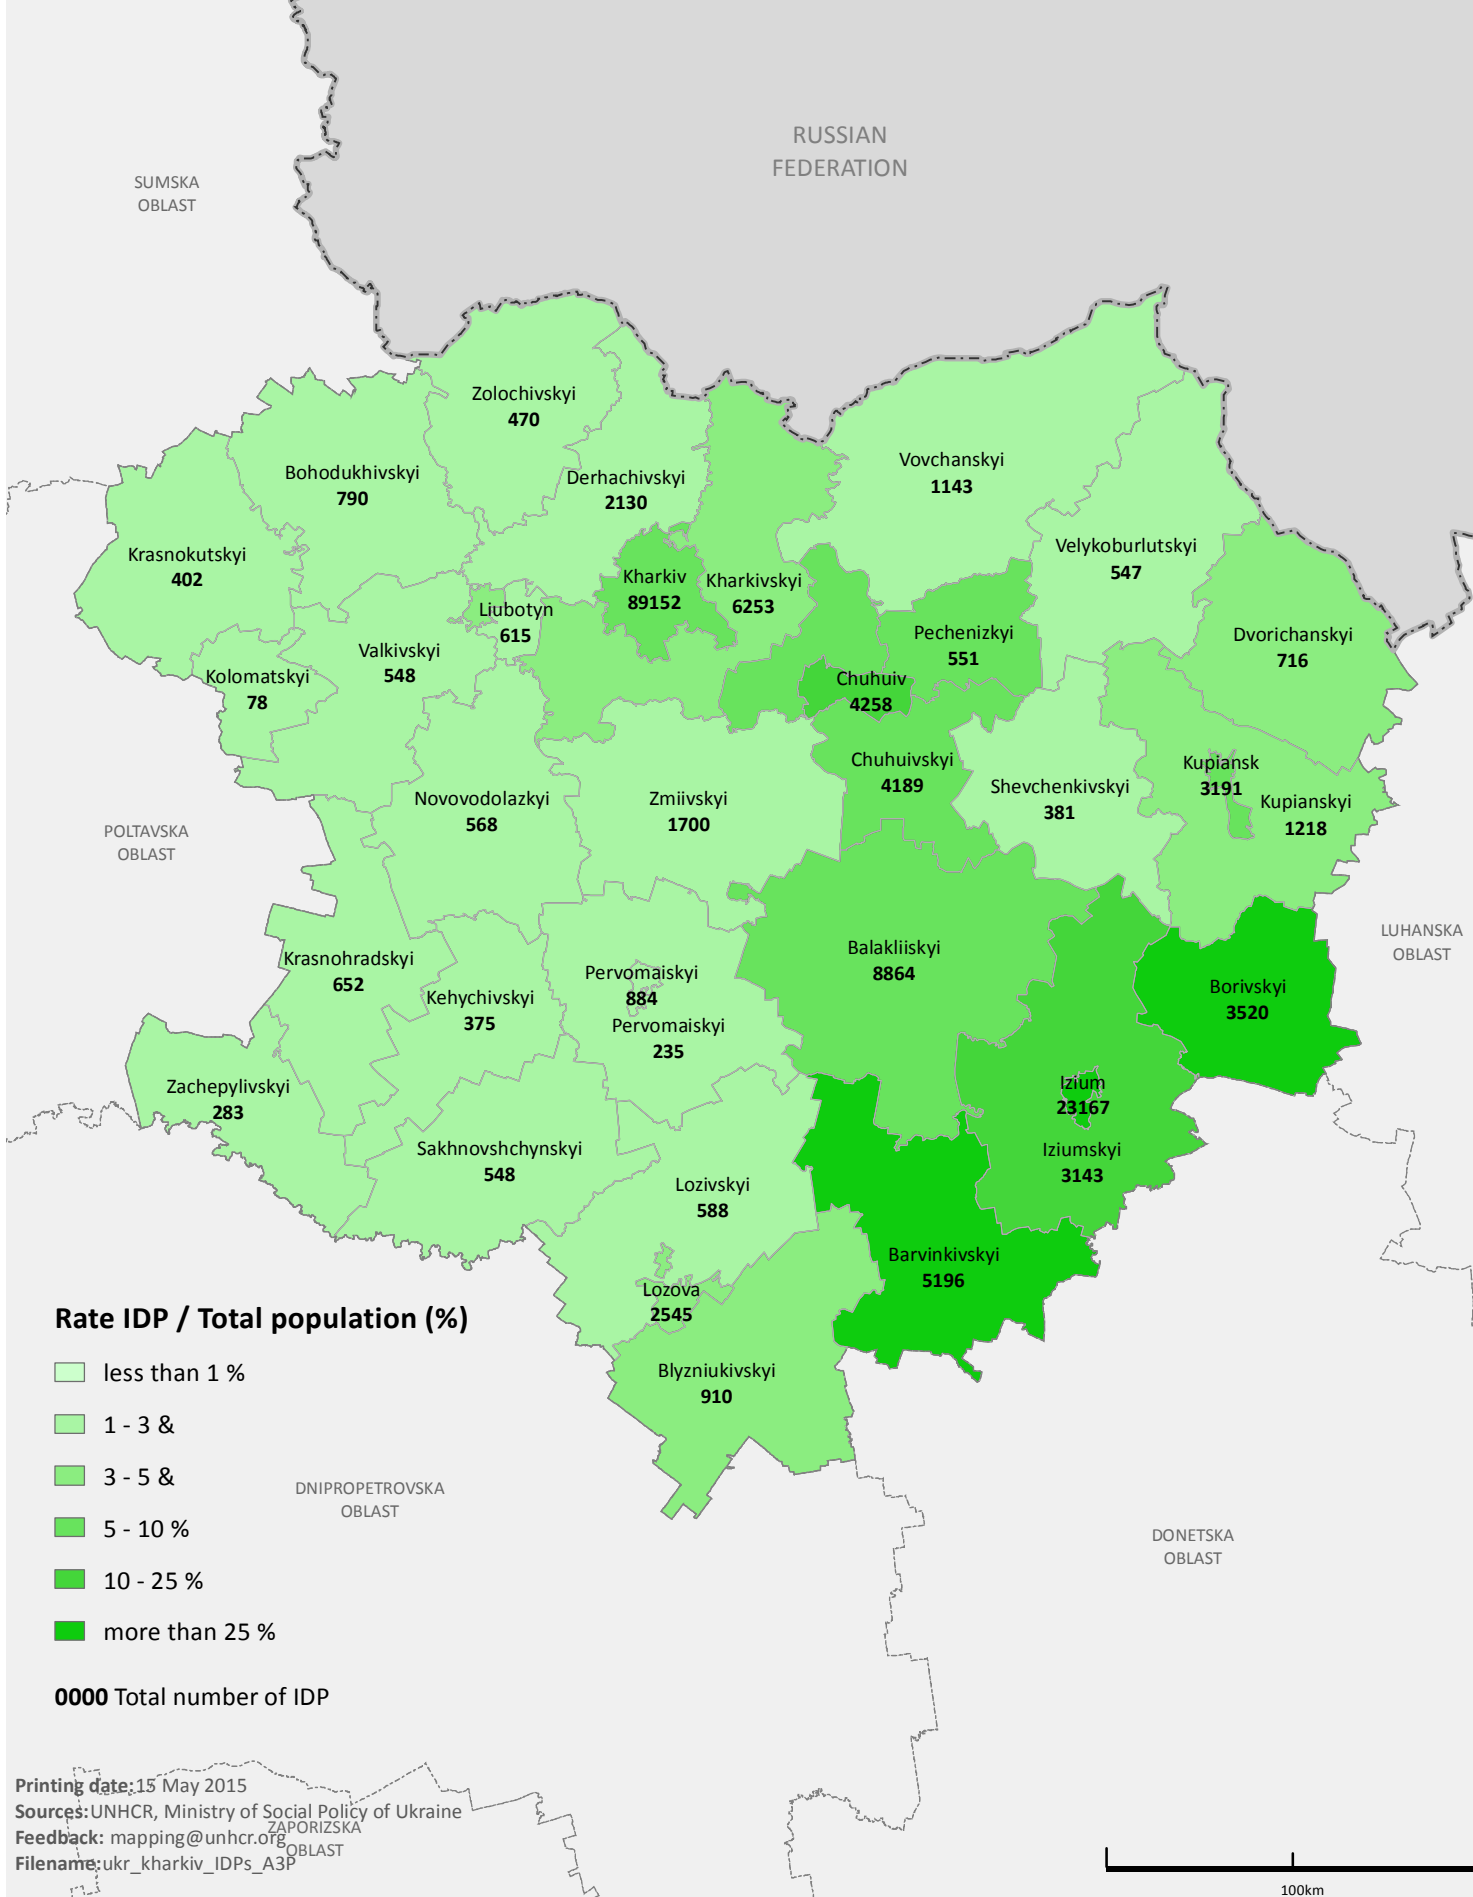 RUSSIAN
FEDERATION
SUMSKA
OBLAST
Zolochivskyi
470
Bohodukhivskyi
790
Derhachivskyi
2130
Vovchanskyi
1143
Krasnokutskyi
402
Velykoburlutskyi
547
Kharkiv
89152
Kharkivskyi
6253
Liubotyn
615
Pechenizkyi
551
Dvorichanskyi
716
Valkivskyi
548
Kolomatskyi
78
Chuhuiv
4258
Chuhuivskyi
4189
Kupiansk
3191
Shevchenkivskyi
381
Kupianskyi
1218
Novovodolazkyi
568
Zmiivskyi
1700
POLTAVSKA
OBLAST
LUHANSKA
OBLAST
Balakliiskyi
8864
Krasnohradskyi
652
Pervomaiskyi
884
Kehychivskyi
375
Borivskyi
3520
Pervomaiskyi
235
Zachepylivskyi
283
Izium
23167
Sakhnovshchynskyi
548
Iziumskyi
3143
Lozivskyi
588
Barvinkivskyi
5196
Lozova
2545
Blyzniukivskyi
910
Rate IDP / Total population (%)
less than 1 %
1 - 3 &
3 - 5 &
5 - 10 %
10 - 25 %
more than 25 %
0000 Total number of IDP
DNIPROPETROVSKA
OBLAST
DONETSKA
OBLAST
Printing date: 15 May 2015
Sources: UNHCR, Ministry of Social Policy of Ukraine
ZAPORIZSKA
OBLAST
Feedback: mapping@unhcr.org
Filename: ukr_kharkiv_IDPs_A3P
100km